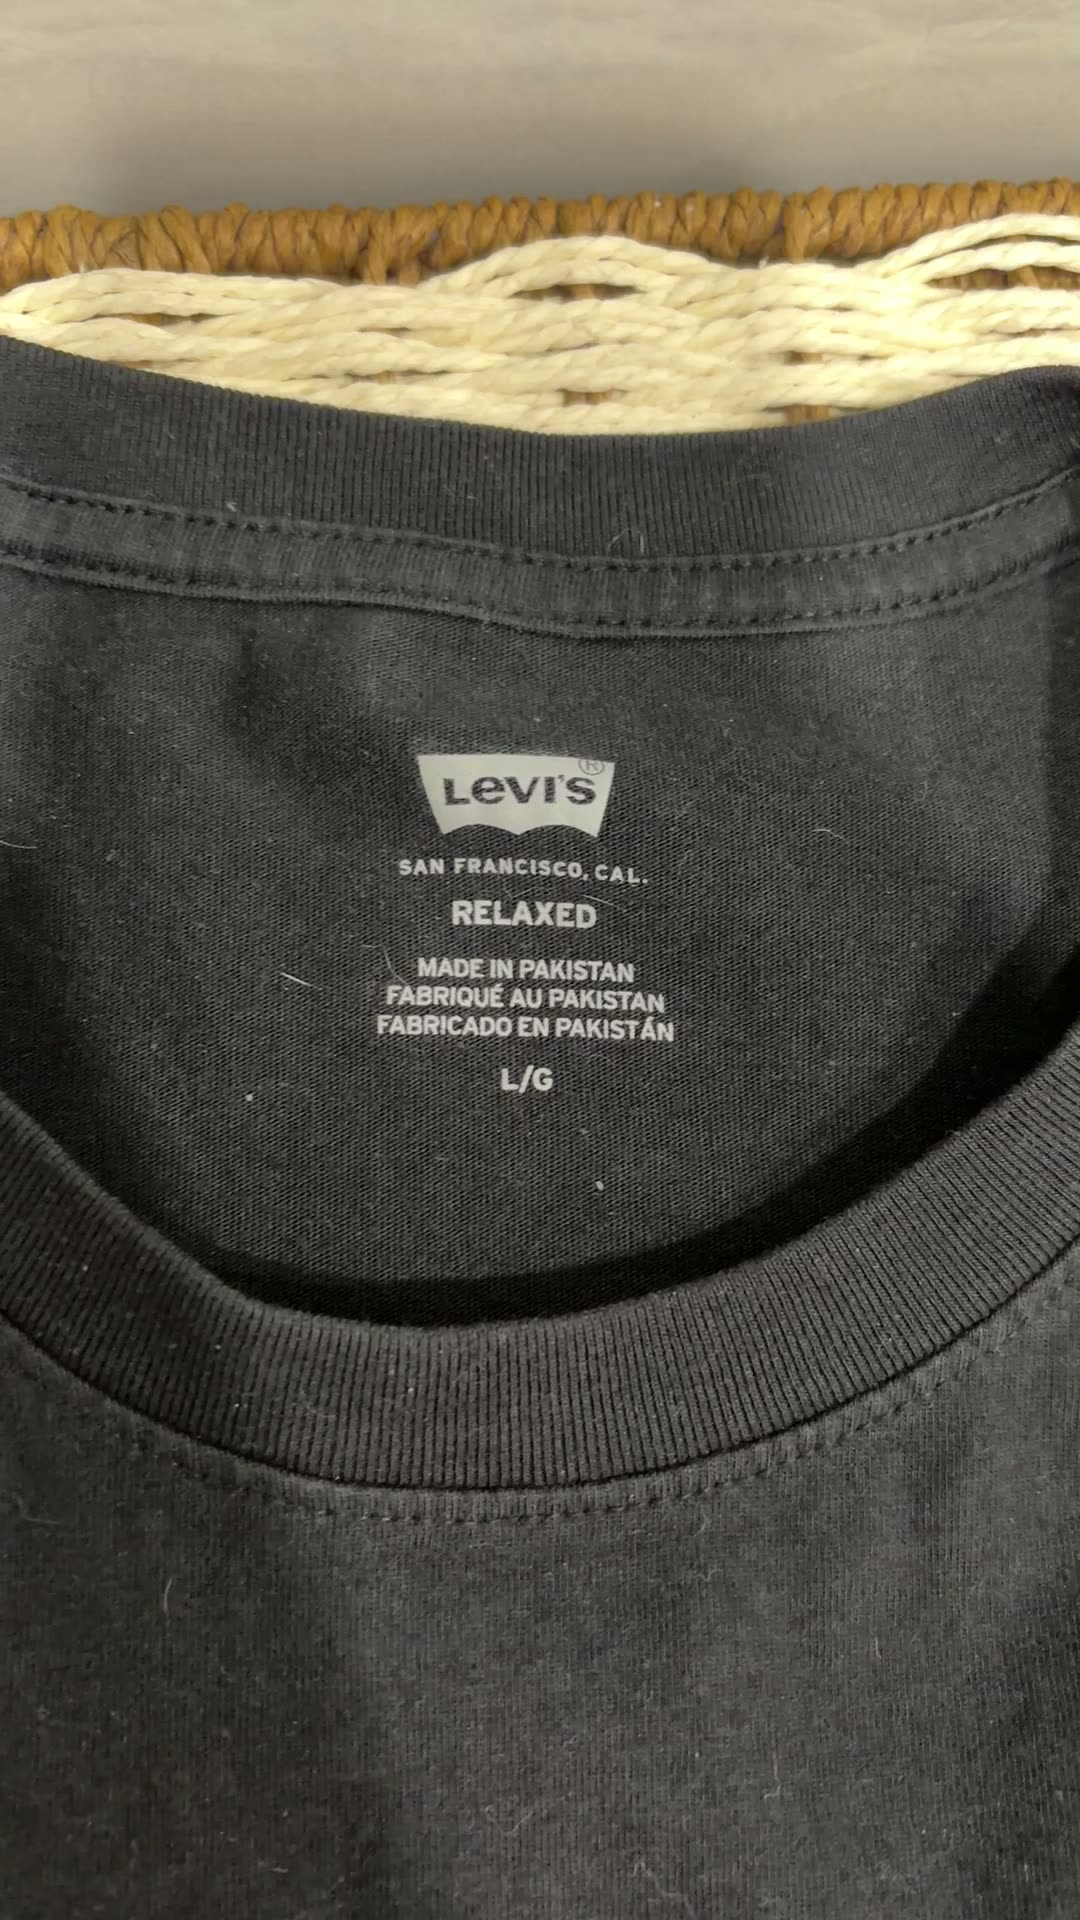 Levi's®
SAN FRANCISCO, CAL.
RELAXED
MADE IN PAKISTAN
FABRIQUÉ AU PAKISTAN
FABRICADO EN PAKISTÁN
L/G